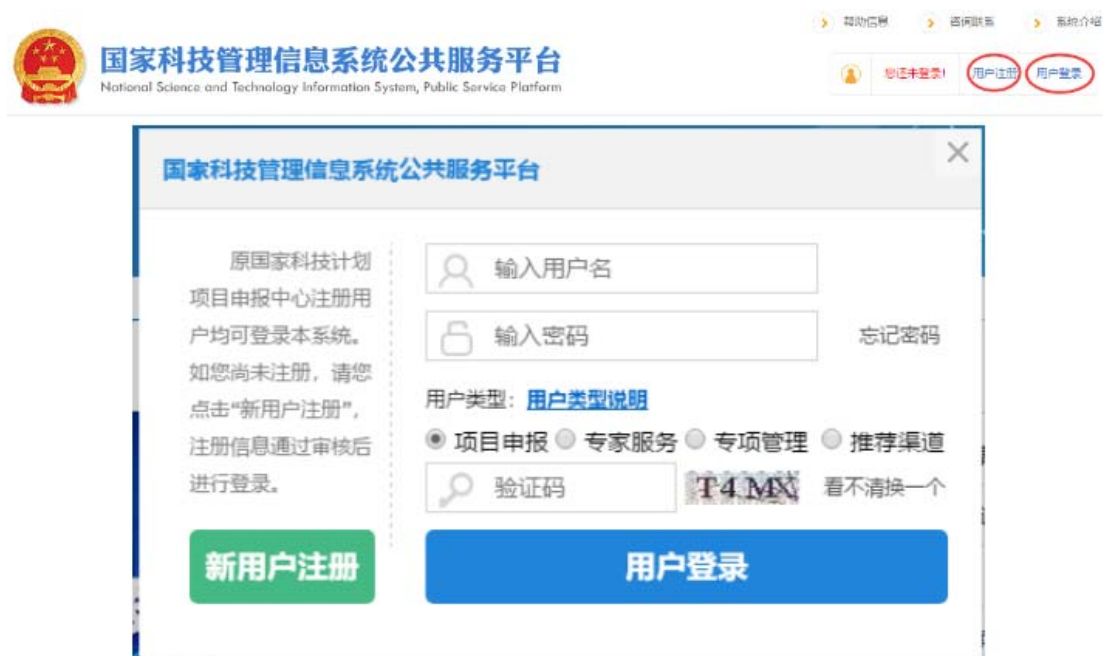 帮助信息
咨询联系
系统介绍
国家科技管理信息系统公共服务平台
National Science and Technology Information System, Public Service Platform
您还未登录!
用户注册
用户登录
国家科技管理信息系统公共服务平台
原国家科技计划
项目申报中心注册用
户均可登录本系统。
如您尚未注册，请您
点击“新用户注册”，
注册信息通过审核后
进行登录。
新用户注册
输入用户名
输入密码
忘记密码
用户类型：用户类型说明
项目申报 专家服务 专项管理 推荐渠道
验证码
T4MX
看不清换一个
用户登录